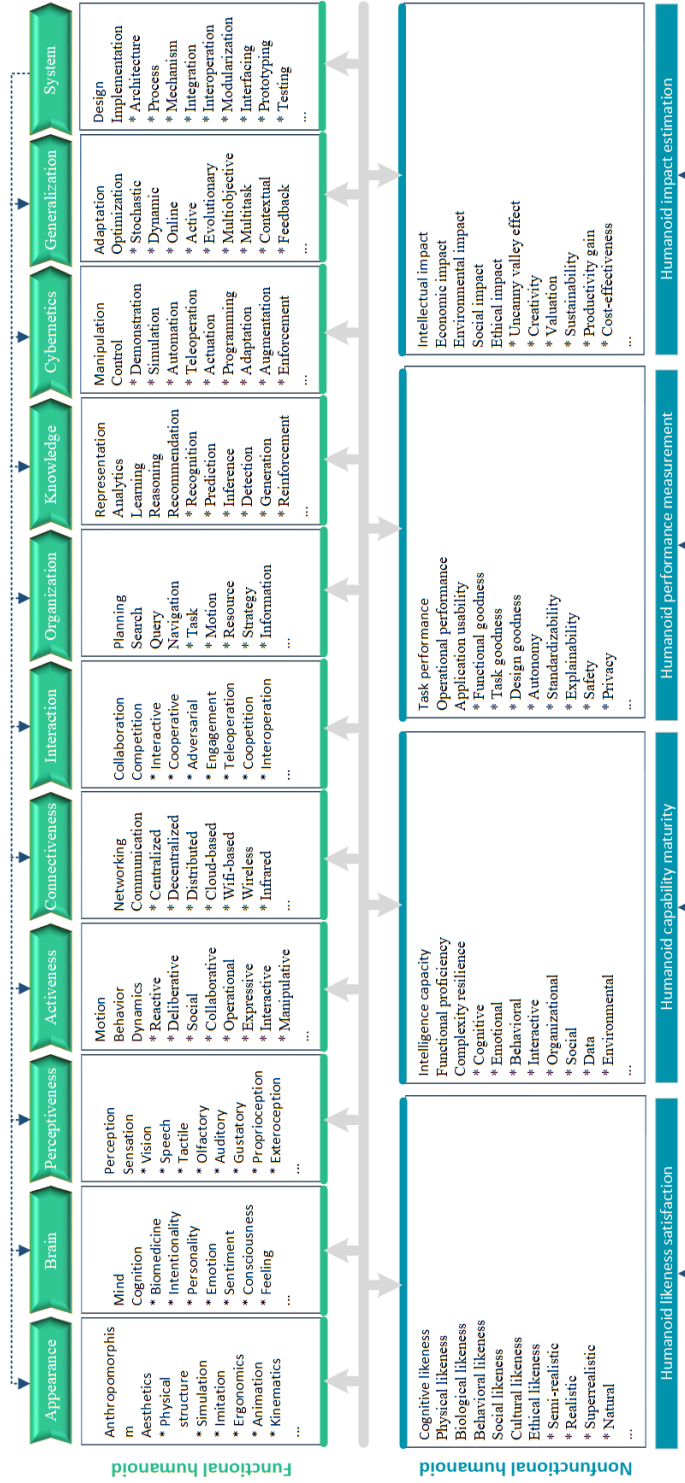 Appearance
Brain
Perceptiveness
Activeness
Connectiveness
Interaction
Organization
Knowledge
Cybernetics
Generalization
System
Functional humanoid
Anthropomorphis
m
Aesthetics
* Physical
structure
* Simulation
* Imitation
* Ergonomics
* Animation
* Kinematics
...
Mind
Cognition
* Biomedicine
* Intentionality
* Personality
* Emotion
* Sentiment
* Consciousness
* Feeling
...
Perception
Sensation
* Vision
* Speech
* Tactile
* Olfactory
* Auditory
* Gustatory
* Proprioception
* Exteroception
...
Motion
Behavior
Dynamics
* Reactive
* Deliberative
* Social
* Collaborative
* Operational
* Expressive
* Interactive
* Manipulative
...
Networking
Communication
* Centralized
* Decentralized
* Distributed
* Cloud-based
* Wifi-based
* Wireless
* Infrared
...
Collaboration
Competition
* Interactive
* Cooperative
* Adversarial
* Engagement
* Teleoperation
* Coopetition
* Interoperation
...
Planning
Search
Query
Navigation
* Task
* Motion
* Resource
* Strategy
* Information
...
Representation
Analytics
Learning
Reasoning
Recommendation
* Recognition
* Prediction
* Inference
* Detection
* Generation
* Reinforcement
...
Manipulation
Control
* Demonstration
* Simulation
* Automation
* Teleoperation
* Actuation
* Programming
* Adaptation
* Augmentation
* Enforcement
...
Adaptation
Optimization
* Stochastic
* Dynamic
* Online
* Active
* Evolutionary
* Multiobjective
* Multitask
* Contextual
* Feedback
...
Design
Implementation
* Architecture
* Process
* Mechanism
* Integration
* Interoperation
* Modularization
* Interfacing
* Prototyping
* Testing
...
Nonfunctional humanoid
Cognitive likeness
Physical likeness
Biological likeness
Behavioral likeness
Social likeness
Cultural likeness
Ethical likeness
* Semi-realistic
* Realistic
* Superrealistic
* Natural
...
Intelligence capacity
Functional proficiency
Complexity resilience
* Cognitive
* Emotional
* Behavioral
* Interactive
* Organizational
* Social
* Data
* Environmental
...
Task performance
Operational performance
Application usability
* Functional goodness
* Task goodness
* Design goodness
* Autonomy
* Standardizability
* Explainability
* Safety
* Privacy
...
Intellectual impact
Economic impact
Environmental impact
Social impact
Ethical impact
* Uncanny valley effect
* Creativity
* Valuation
* Sustainability
* Productivity gain
* Cost-effectiveness
...
Humanoid likeness satisfaction
Humanoid capability maturity
Humanoid performance measurement
Humanoid impact estimation